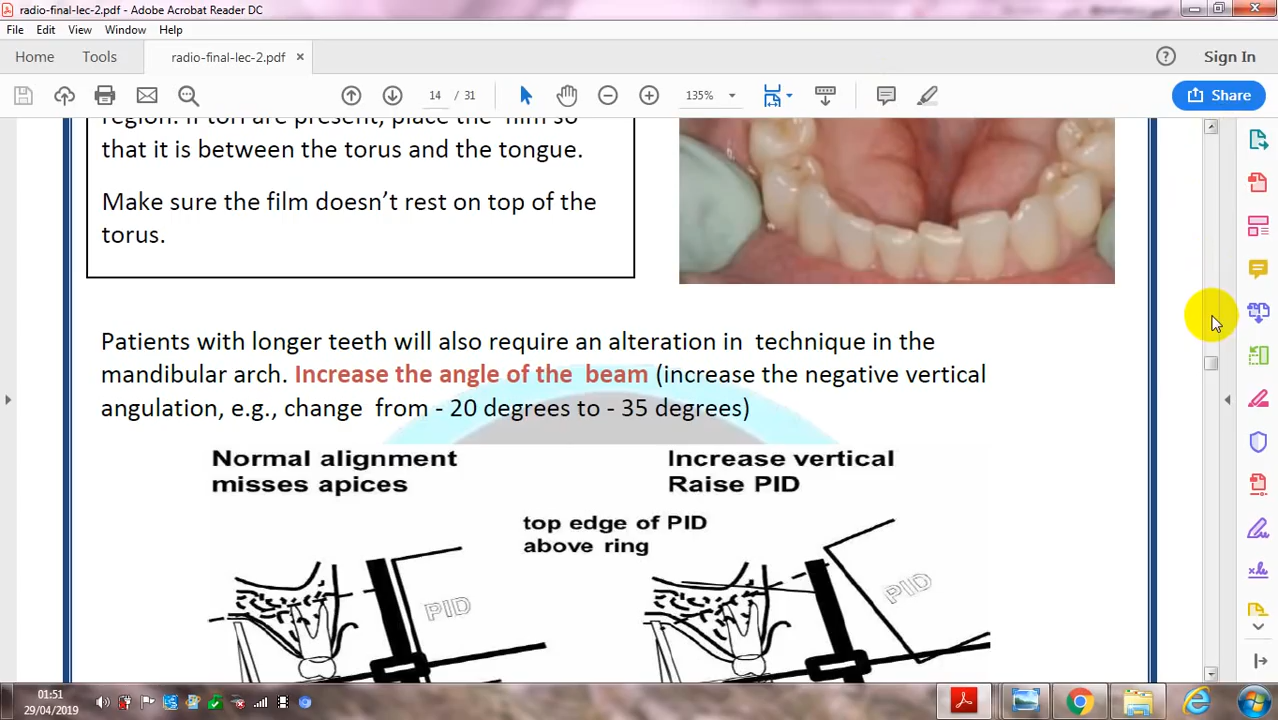 radio-final-lec-2.pdf - Adobe Acrobat Reader DC
File Edit View Window Help
Home Tools radio-final-lec-2.pdf × Sign In
14 / 31 135% Share
region. If tori are present, place the film so
that it is between the torus and the tongue.
Make sure the film doesn’t rest on top of the
torus.
Patients with longer teeth will also require an alteration in technique in the
mandibular arch. Increase the angle of the beam (increase the negative vertical
angulation, e.g., change from - 20 degrees to - 35 degrees)
Normal alignment
misses apices
Increase vertical
Raise PID
top edge of PID
above ring
PID
PID
01:51
29/04/2019